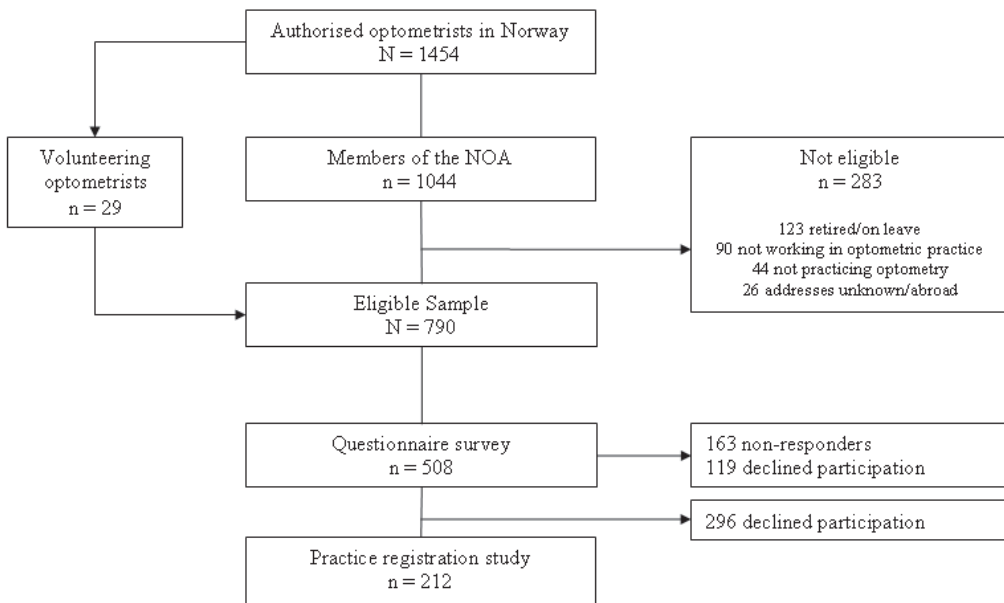 Authorised optometrists in Norway
N = 1454
Volunteering
optometrists
n = 29
Members of the NOA
n = 1044
Not eligible
n = 283
123 retired/on leave
90 not working in optometric practice
44 not practicing optometry
26 addresses unknown/abroad
Eligible Sample
N = 790
Questionnaire survey
n = 508
163 non-responders
119 declined participation
296 declined participation
Practice registration study
n = 212